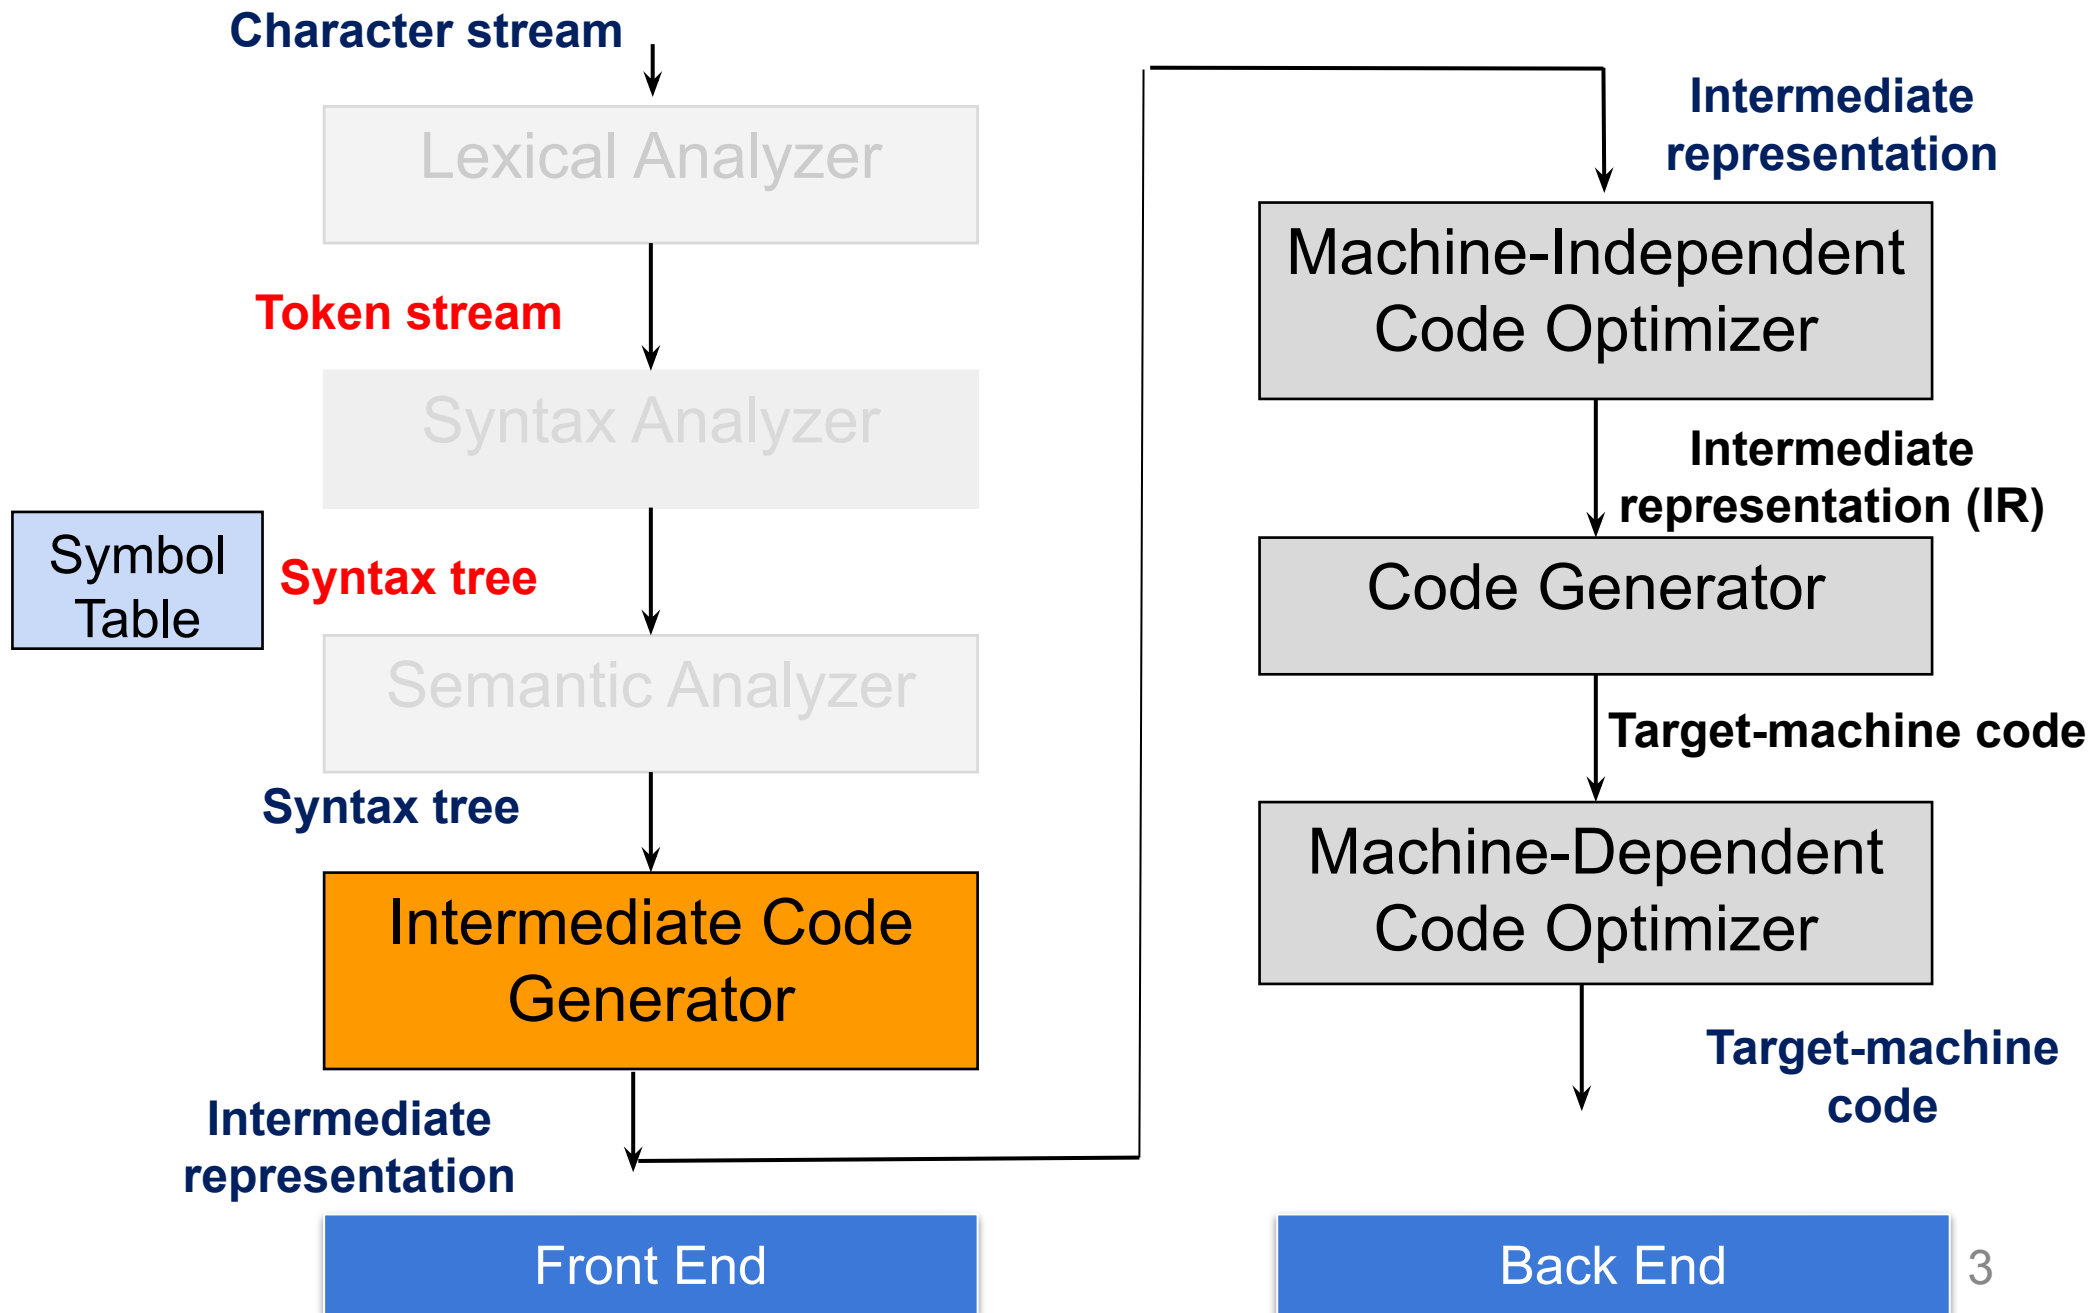 Character stream
Lexical Analyzer
Token stream
Syntax Analyzer
Symbol
Table
Syntax tree
Semantic Analyzer
Syntax tree
Intermediate Code
Generator
Intermediate
representation
Front End
Intermediate
representation
Machine-Independent
Code Optimizer
Intermediate
representation (IR)
Code Generator
Target-machine code
Machine-Dependent
Code Optimizer
Target-machine
code
Back End
3